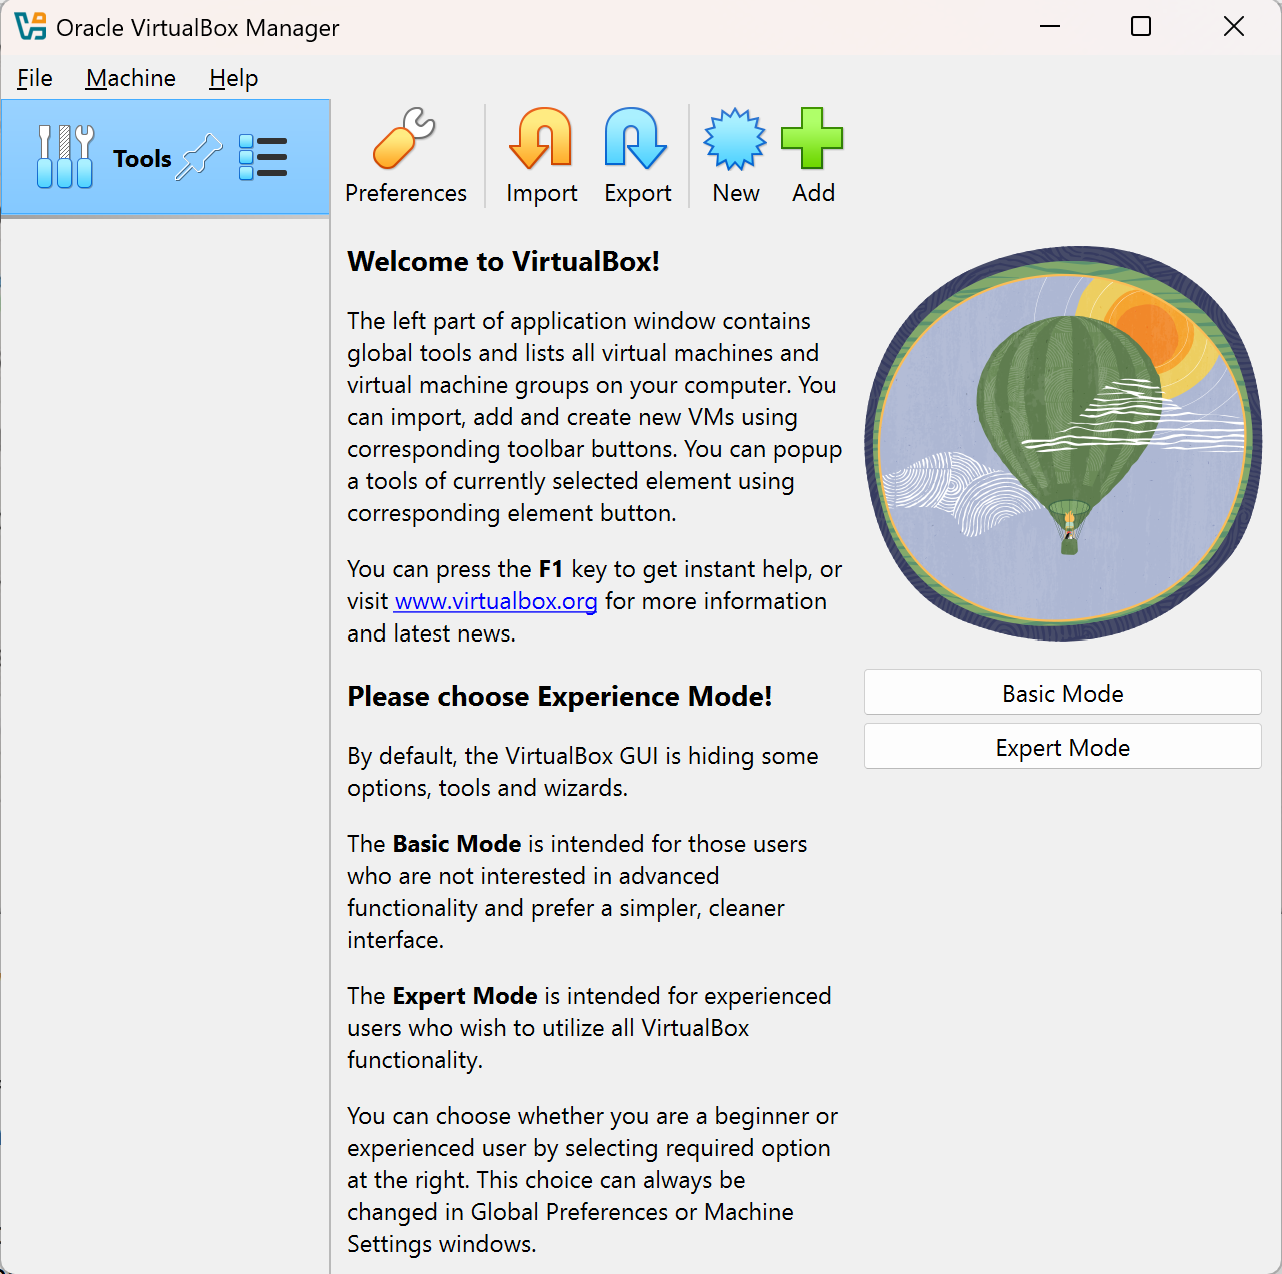 Oracle VirtualBox Manager
File Machine Help
Tools
Preferences Import Export New Add
Welcome to VirtualBox!
The left part of application window contains
global tools and lists all virtual machines and
virtual machine groups on your computer. You
can import, add and create new VMs using
corresponding toolbar buttons. You can popup
a tools of currently selected element using
corresponding element button.
You can press the F1 key to get instant help, or
visit www.virtualbox.org for more information
and latest news.
Please choose Experience Mode!
By default, the VirtualBox GUI is hiding some
options, tools and wizards.
The Basic Mode is intended for those users
who are not interested in advanced
functionality and prefer a simpler, cleaner
interface.
The Expert Mode is intended for experienced
users who wish to utilize all VirtualBox
functionality.
You can choose whether you are a beginner or
experienced user by selecting required option
at the right. This choice can always be
changed in Global Preferences or Machine
Settings windows.
Basic Mode
Expert Mode